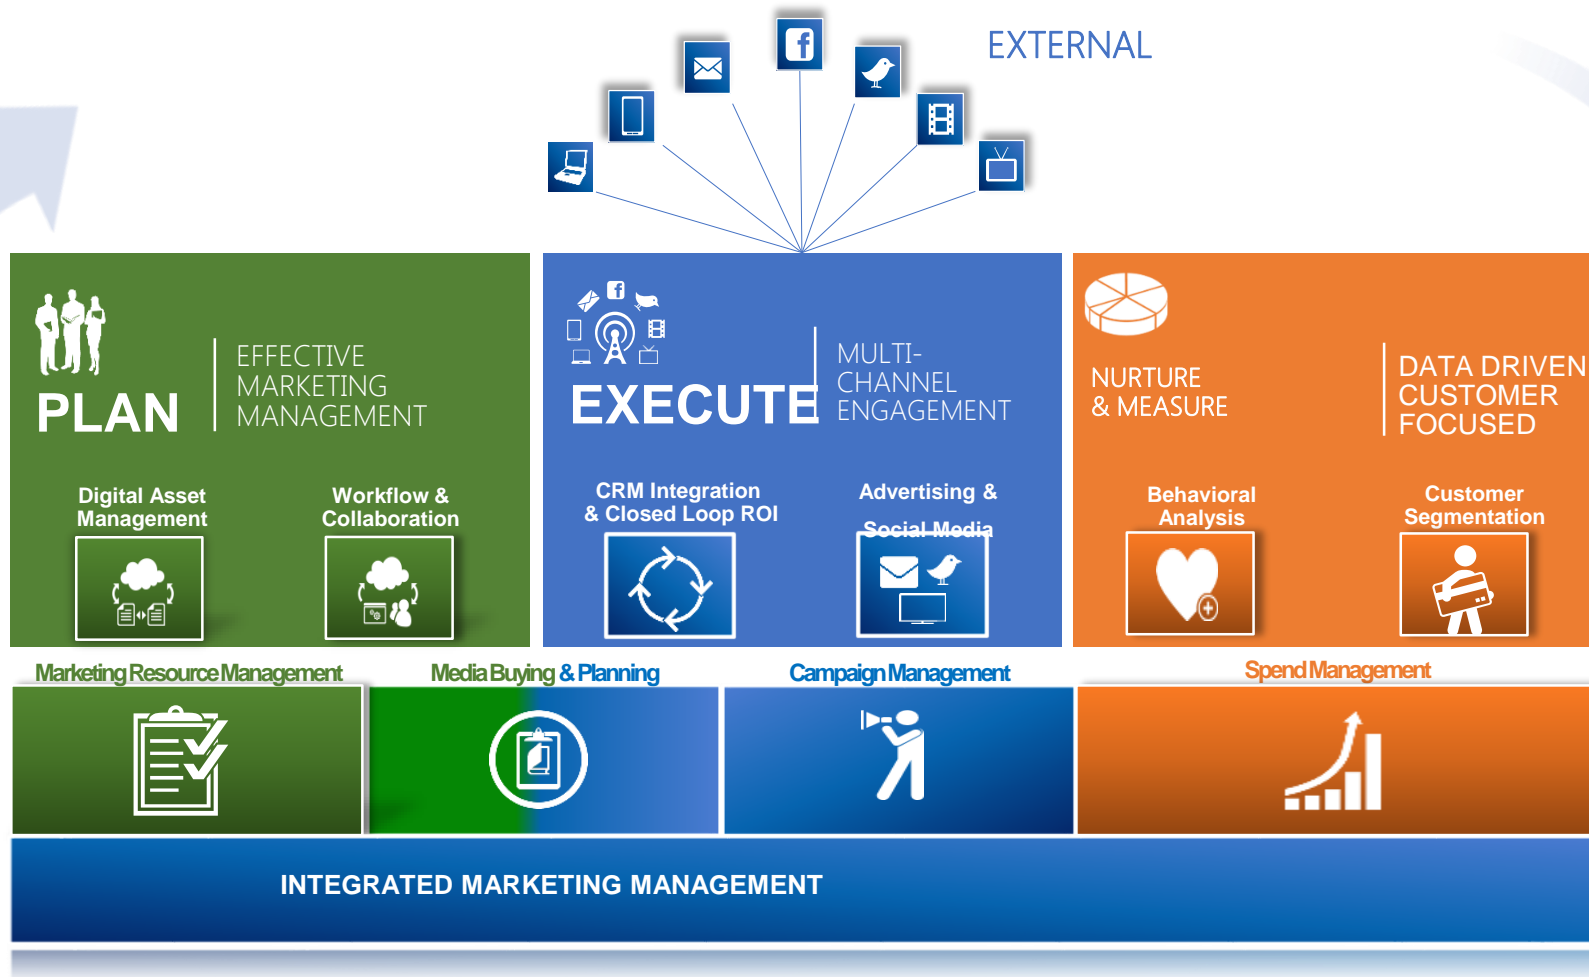 EXTERNAL
PLAN
EFFECTIVE
MARKETING
MANAGEMENT
Digital Asset
Management
Workflow &
Collaboration
EXECUTE
MULTI-
CHANNEL
ENGAGEMENT
CRM Integration
& Closed Loop ROI
Advertising &
Social Media
NURTURE
& MEASURE
DATA DRIVEN
CUSTOMER
FOCUSED
Behavioral
Analysis
Customer
Segmentation
Marketing Resource Management
Media Buying & Planning
Campaign Management
Spend Management
INTEGRATED MARKETING MANAGEMENT